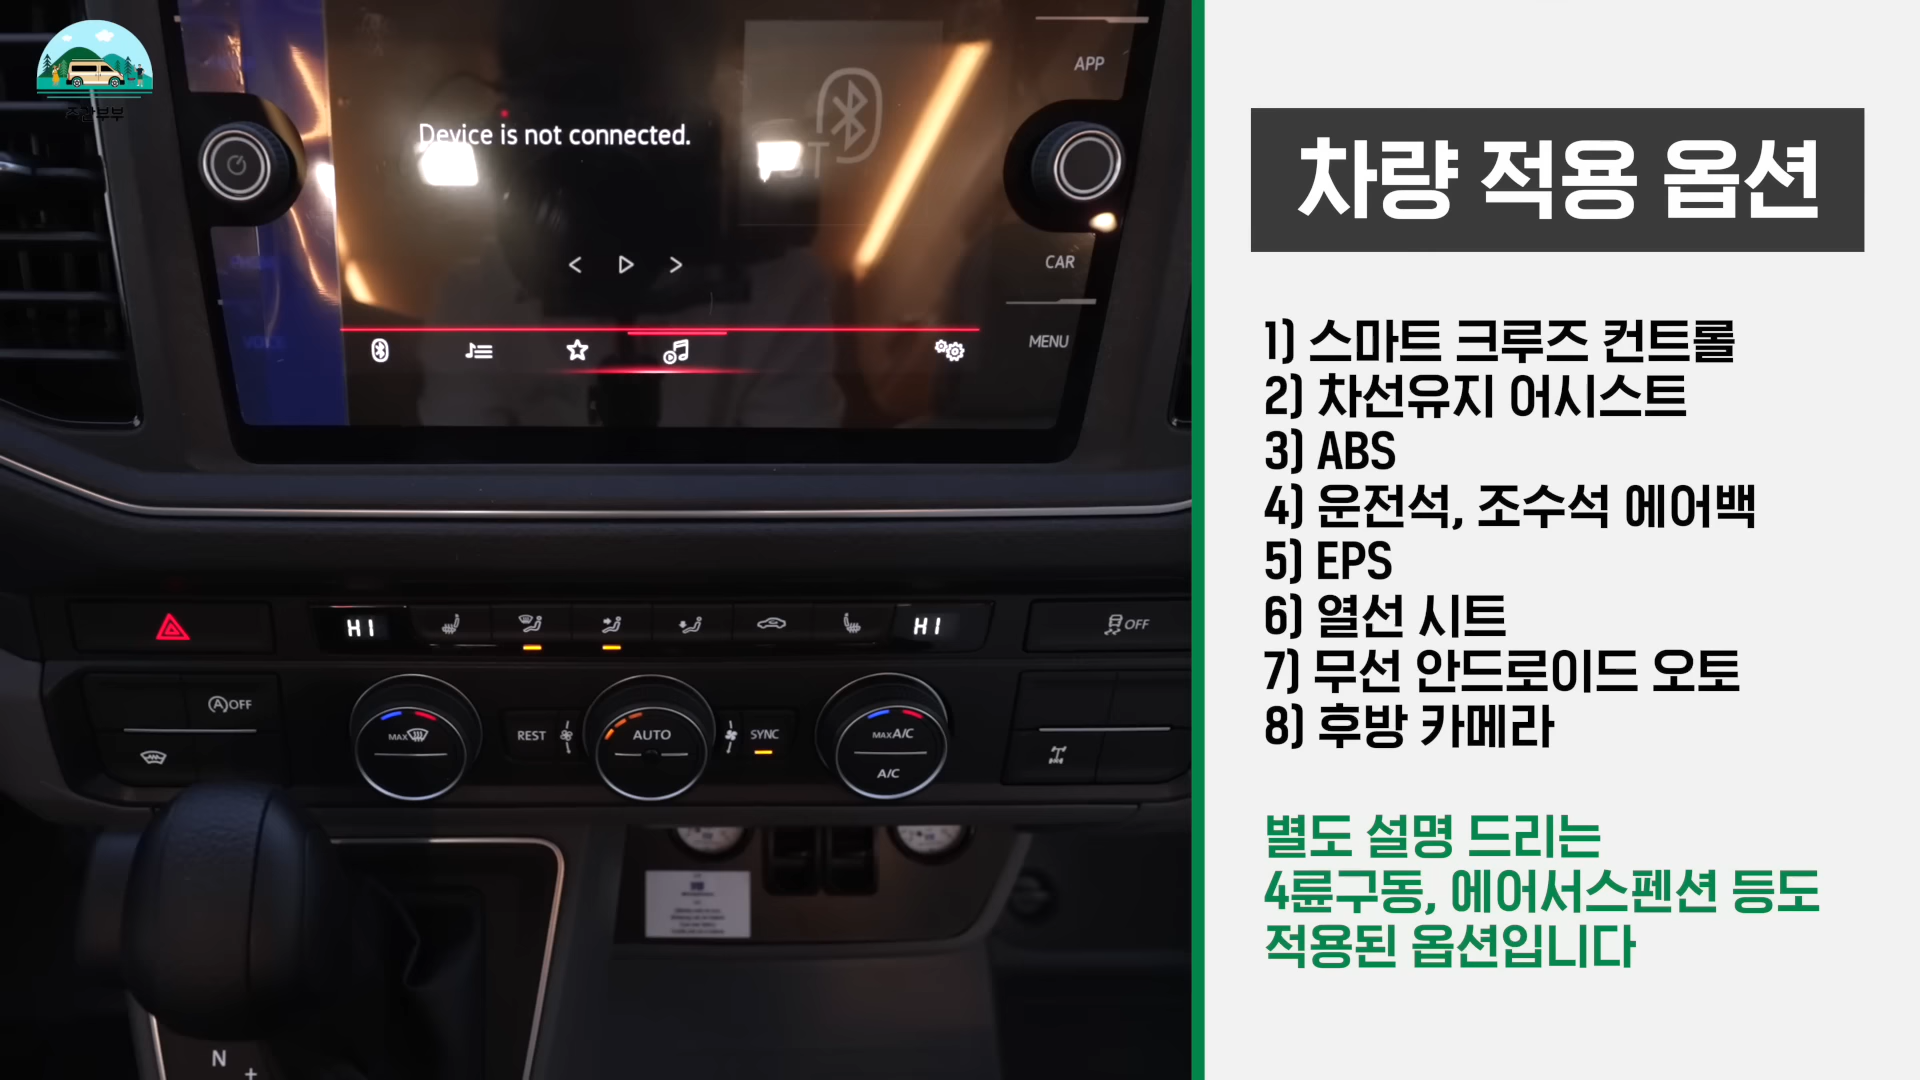 중년부부
Device is not connected.
APP
CAR
MENU
VOICE
HI
HI
OFF
(A)OFF
MAX
REST
AUTO
SYNC
MAX A/C
A/C
N
+
차량 적용 옵션
1) 스마트 크루즈 컨트롤
2) 차선유지 어시스트
3) ABS
4) 운전석, 조수석 에어백
5) EPS
6) 열선 시트
7) 무선 안드로이드 오토
8) 후방 카메라
별도 설명 드리는
4륜구동, 에어서스펜션 등도
적용된 옵션입니다